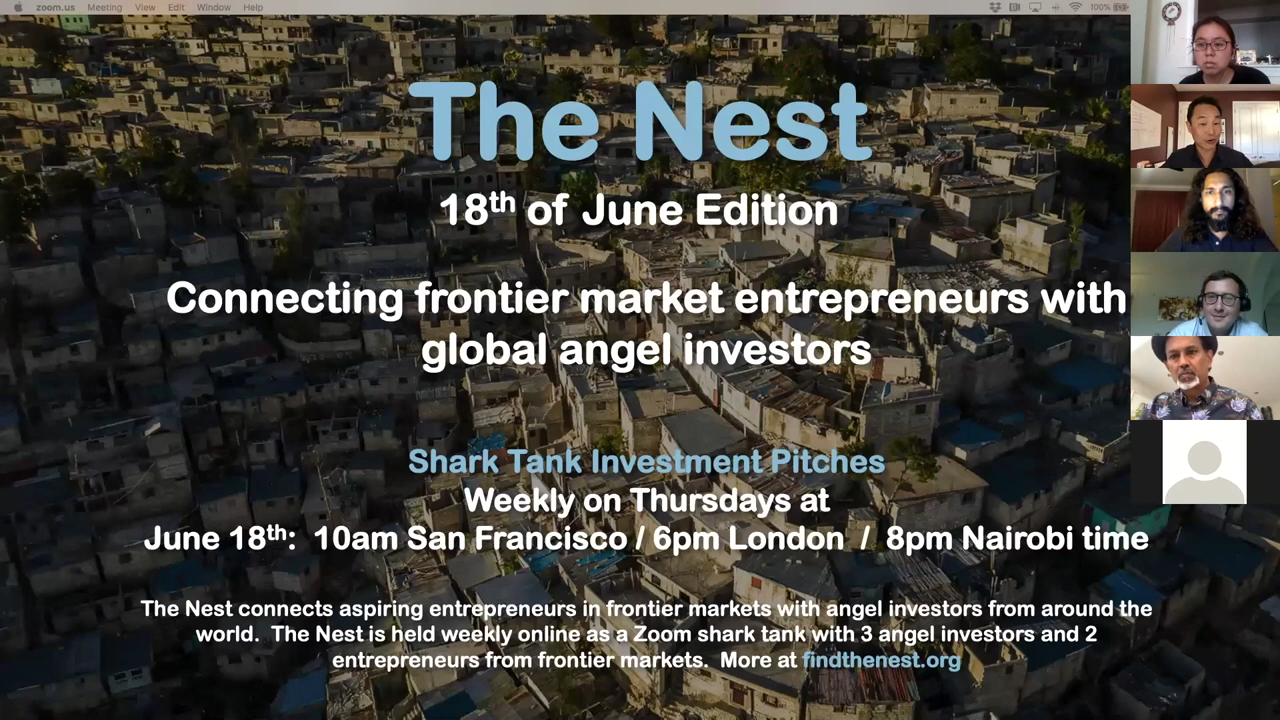 zoom.us Meeting View Edit Window Help 100%
The Nest
18th of June Edition
Connecting frontier market entrepreneurs with
global angel investors
Shark Tank Investment Pitches
Weekly on Thursdays at
June 18th: 10am San Francisco / 6pm London / 8pm Nairobi time
The Nest connects aspiring entrepreneurs in frontier markets with angel investors from around the
world. The Nest is held weekly online as a Zoom shark tank with 3 angel investors and 2
entrepreneurs from frontier markets. More at findthenest.org